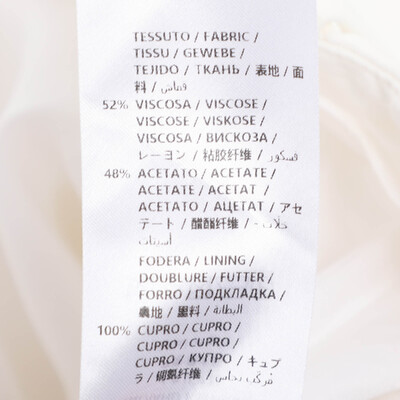 TESSUTO / FABRIC /
TISSU / GEWEBE /
TEJIDO / ТКАНЬ / 表地 / 面
料 / قماش /
52% VISCOSA / VISCOSE /
VISCOSE / VISKOSE /
VISCOSA / ВИСКОЗА /
レーヨン / 粘胶纤维 / فسكوز /
48% ACETATO / ACETATE /
ACETATE / ACETAT /
ACETATO / АЦЕТАТ / アセ
テート / 醋酯纤维 /
FODERA / LINING /
DOUBLURE / FUTTER /
FORRO / ПОДКЛАДКА /
裏地 / 里料 / البطانة /
100% CUPRO / CUPRO /
CUPRO / CUPRO /
CUPRO / КУПРО / キュプ
ラ / 铜氨纤维 /